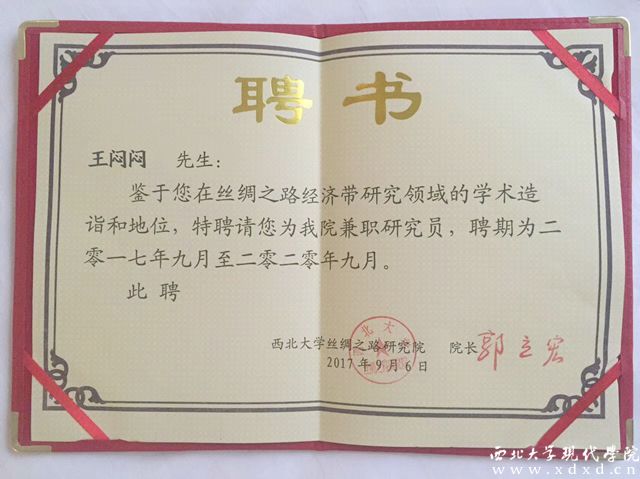 聘书
王闷闷 先生：
鉴于您在丝绸之路经济带研究领域的学术造
诣和地位，特聘请您为我院兼职研究员，聘期为二
零一七年九月至二零二零年九月。
此聘
西北大学丝绸之路研究院 院长 郭立宏
2017年9月6日
西北大学现代学院
www.xdxd.cn